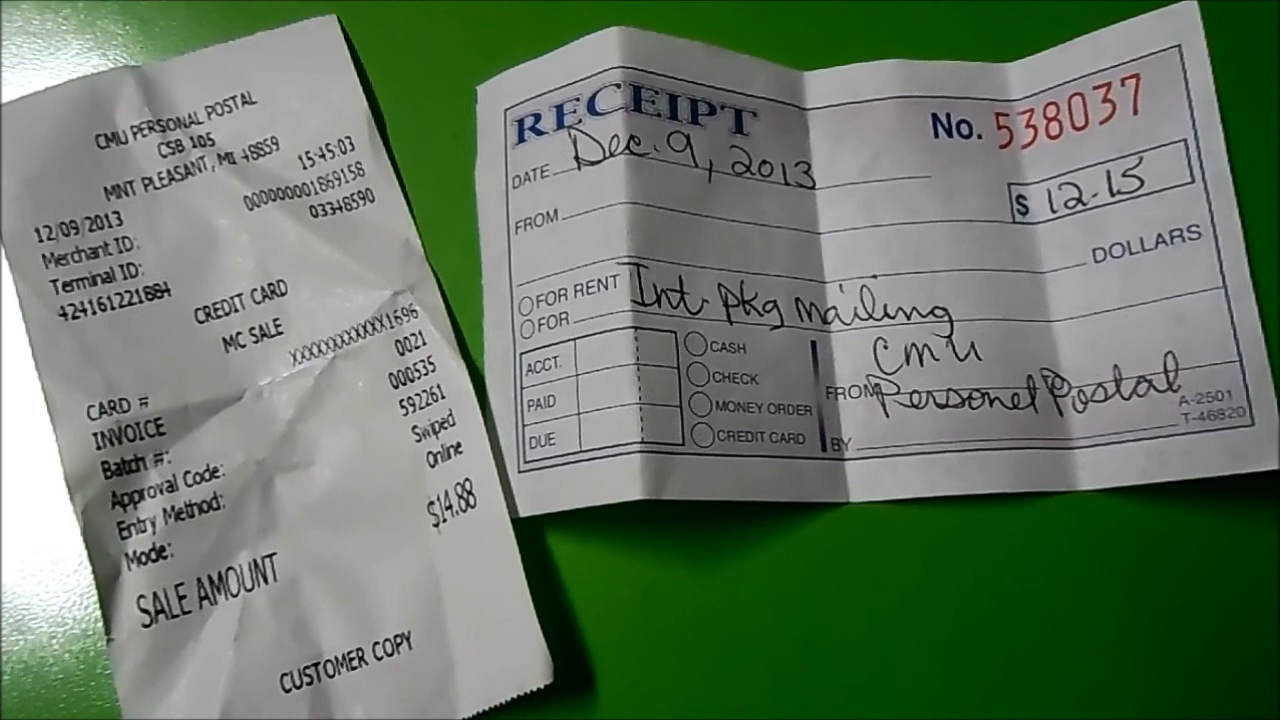 CMU PERSONAL POSTAL
CSB 105
MNT PLEASANT, MI 48859
12/09/2013 15:45:03
Merchant ID: 000000001869158
Terminal ID: 03348590
424161221884
CREDIT CARD
MC SALE
CARD # XXXXXXXXXXXX1696
INVOICE 0021
Batch #: 000535
Approval Code: 592261
Entry Method: Swiped
Mode: Online
SALE AMOUNT $14.88
CUSTOMER COPY
RECEIPT No. 538037
DATE Dec. 9, 2013
FROM $ 12.15
DOLLARS
FOR RENT
FOR Int. Pkg mailing
ACCT.
PAID
DUE
CASH
CHECK
MONEY ORDER
CREDIT CARD
CMU
FROM Personel Postal
BY
A-2501
T-46820